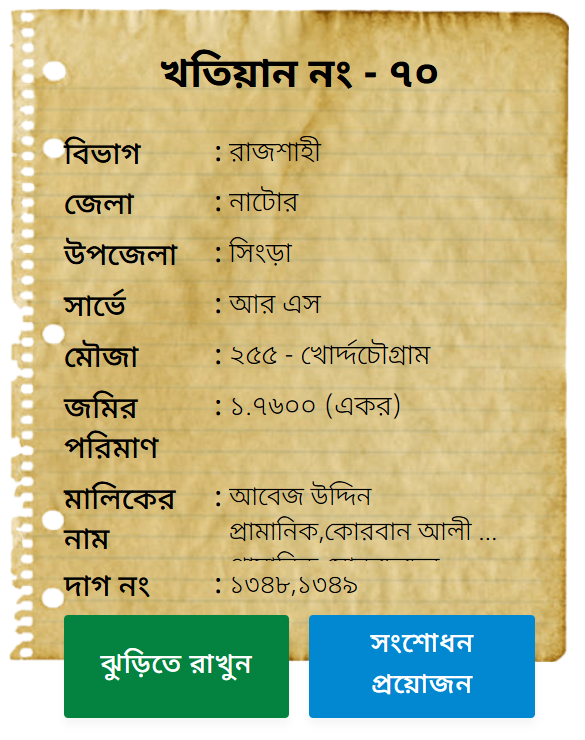 খতিয়ান নং - ৭০
বিভাগ : রাজশাহী
জেলা : নাটোর
উপজেলা : সিংড়া
সার্ভে : আর এস
মৌজা : ২৫৫ - খোর্দ্দচৌগ্রাম
জমির পরিমাণ : ১.৭৬০০ (একর)
মালিকের নাম : আবেজ উদ্দিন
প্রামানিক,কোরবান আলী ...
দাগ নং : ১৩৪৮,১৩৪৯
ঝুড়িতে রাখুন
সংশোধন
প্রয়োজন